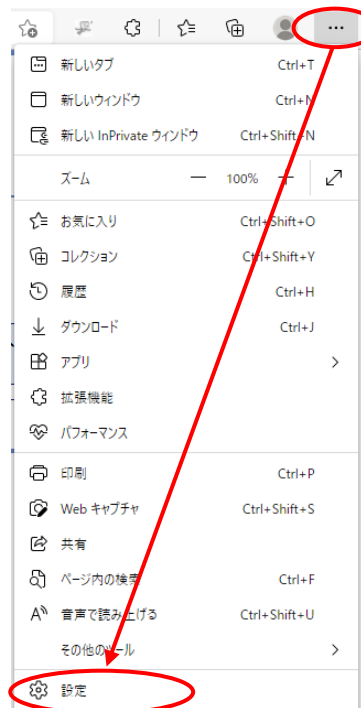 新しいタブ Ctrl+T
新しいウィンドウ Ctrl+N
新しい InPrivate ウィンドウ Ctrl+Shift+N
ズーム 100%
お気に入り Ctrl+Shift+O
コレクション Ctrl+Shift+Y
履歴 Ctrl+H
ダウンロード Ctrl+J
アプリ
拡張機能
パフォーマンス
印刷 Ctrl+P
Web キャプチャ Ctrl+Shift+S
共有
ページ内の検索 Ctrl+F
音声で読み上げる Ctrl+Shift+U
その他のツール
設定